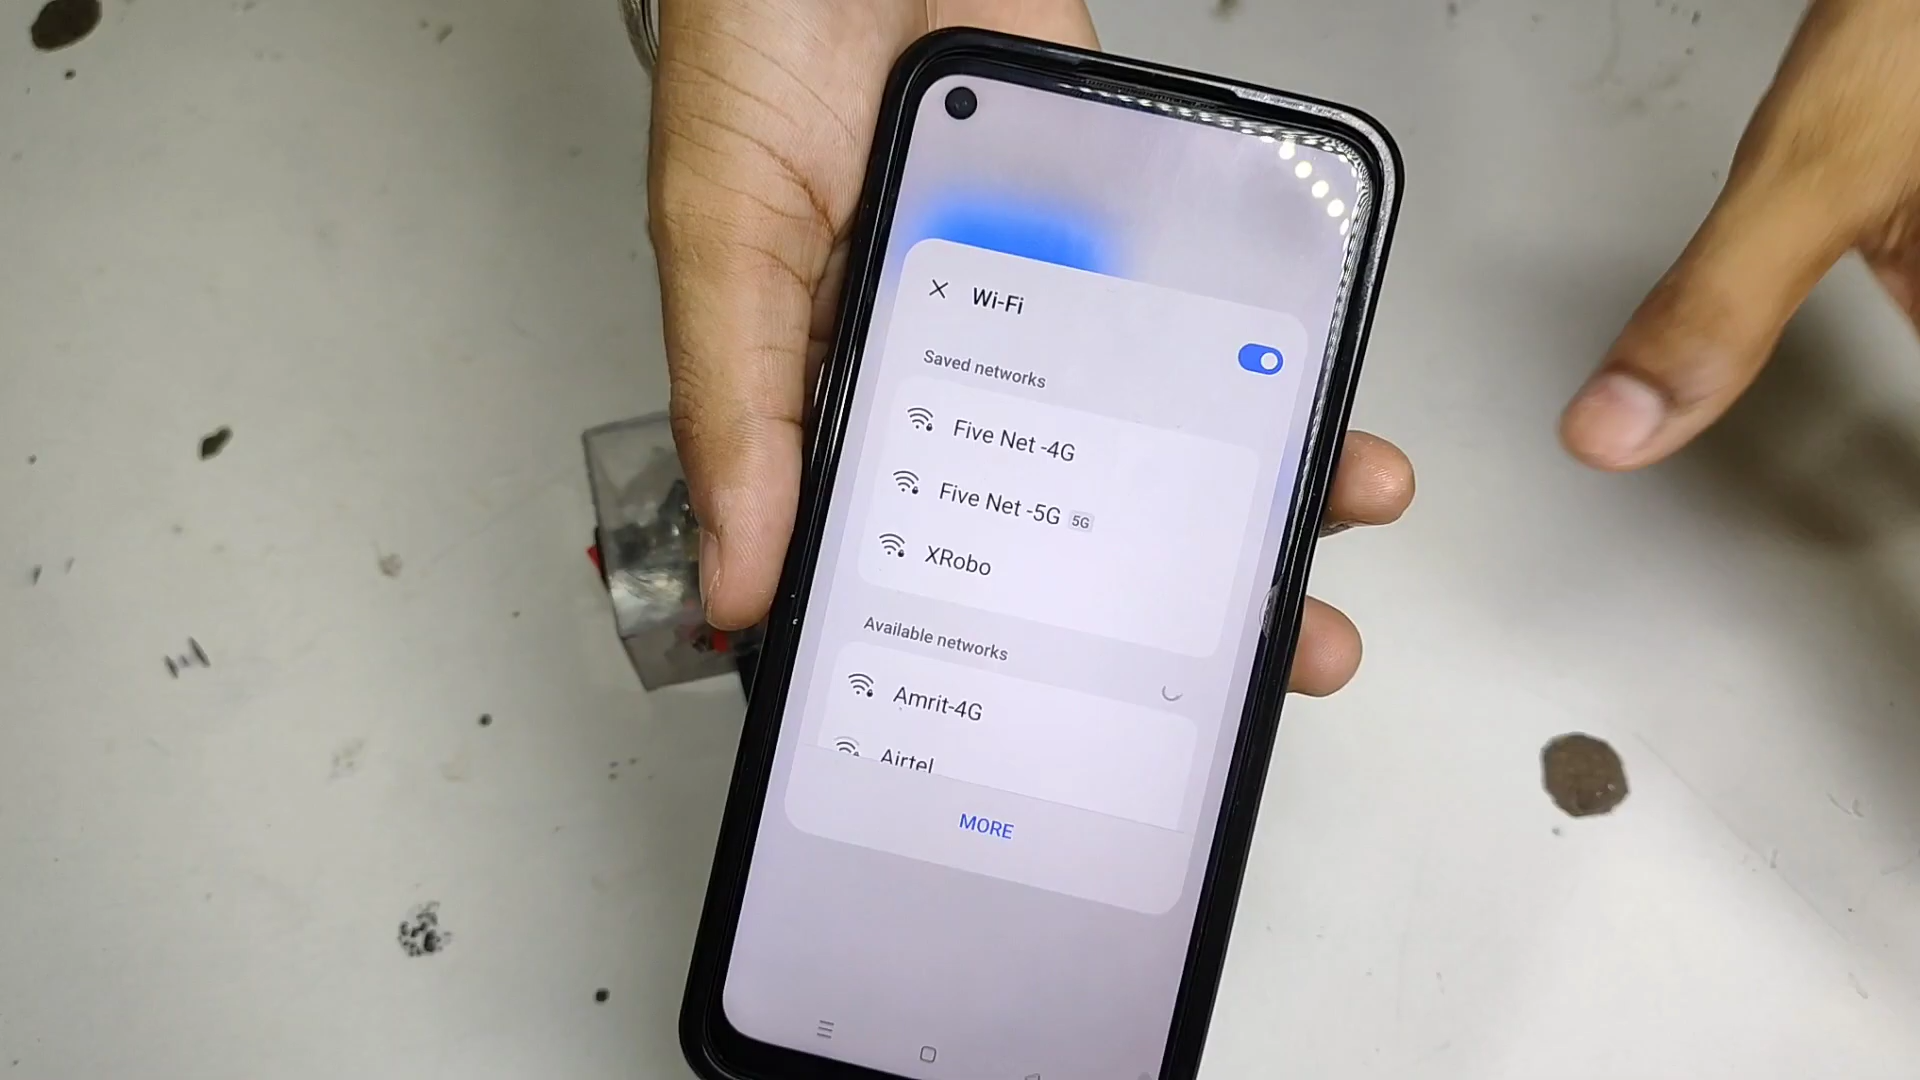 Wi-Fi
Saved networks
Five Net -4G
Five Net -5G 5G
XRobo
Available networks
Amrit-4G
Airtel
MORE